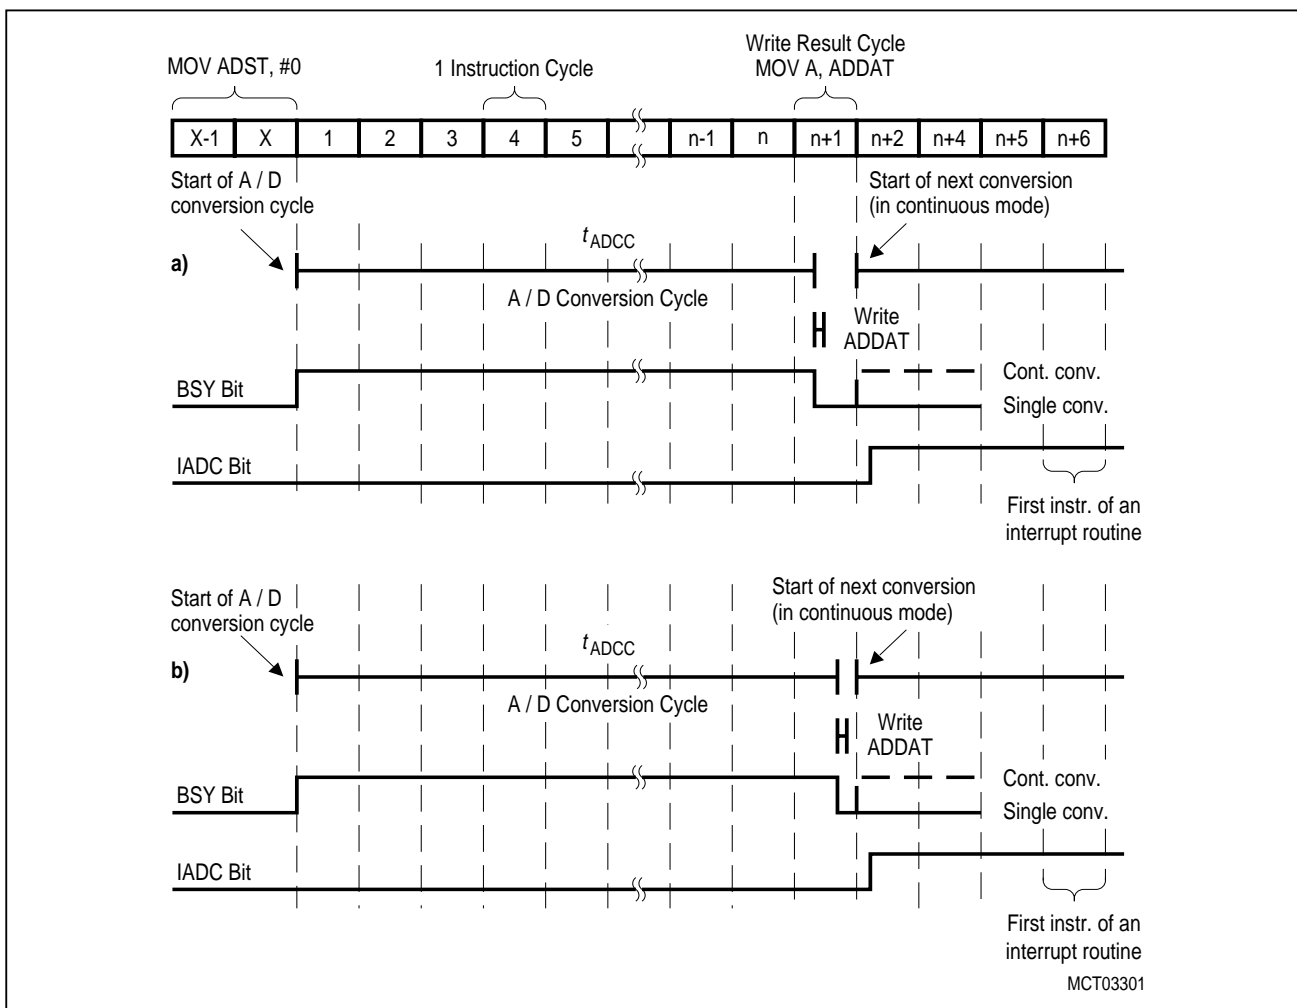 Write Result Cycle
MOV ADST, #0
1 Instruction Cycle
MOV A, ADDAT
X-1 X 1 2 3 4 5 n-1 n n+1 n+2 n+4 n+5 n+6
Start of A / D
conversion cycle
Start of next conversion
(in continuous mode)
a)
tADCC
A / D Conversion Cycle
Write
ADDAT
BSY Bit
Cont. conv.
Single conv.
IADC Bit
First instr. of an
interrupt routine
Start of A / D
conversion cycle
Start of next conversion
(in continuous mode)
b)
tADCC
A / D Conversion Cycle
Write
ADDAT
BSY Bit
Cont. conv.
Single conv.
IADC Bit
First instr. of an
interrupt routine
MCT03301